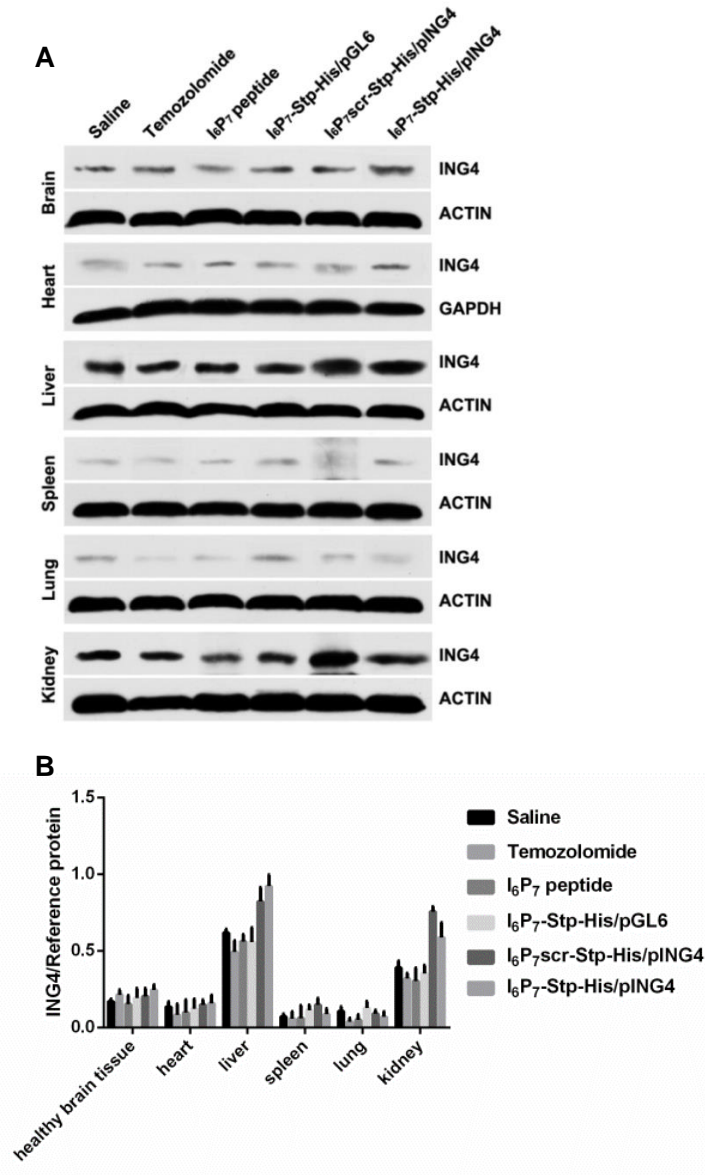 A
Saline
Temozolomide
I₆P₇ peptide
I₆P₇-Stp-His/pGL6
I₆P₇scr-Stp-His/pING4
I₆P₇-Stp-His/pING4
Brain
ING4
ACTIN
Heart
ING4
GAPDH
Liver
ING4
ACTIN
Spleen
ING4
ACTIN
Lung
ING4
ACTIN
Kidney
ING4
ACTIN
B
ING4/Reference protein
1.5
1.0
0.5
0.0
healthy brain tissue
heart
liver
spleen
lung
kidney
Saline
Temozolomide
I₆P₇ peptide
I₆P₇-Stp-His/pGL6
I₆P₇scr-Stp-His/pING4
I₆P₇-Stp-His/pING4